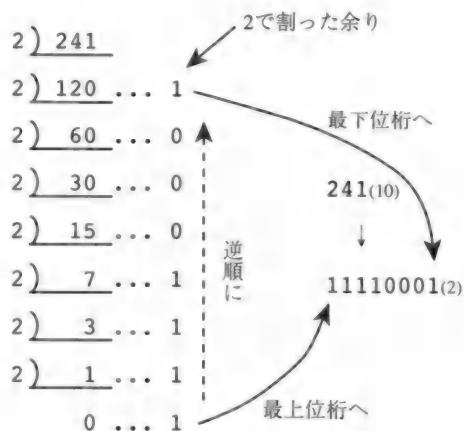 2で割った余り
2) 241
2) 120 ... 1
2) 60 ... 0
2) 30 ... 0
2) 15 ... 0
2) 7 ... 1
2) 3 ... 1
2) 1 ... 1
0 ... 1
逆順に
最下位桁へ
241(10)
↓
11110001(2)
最上位桁へ